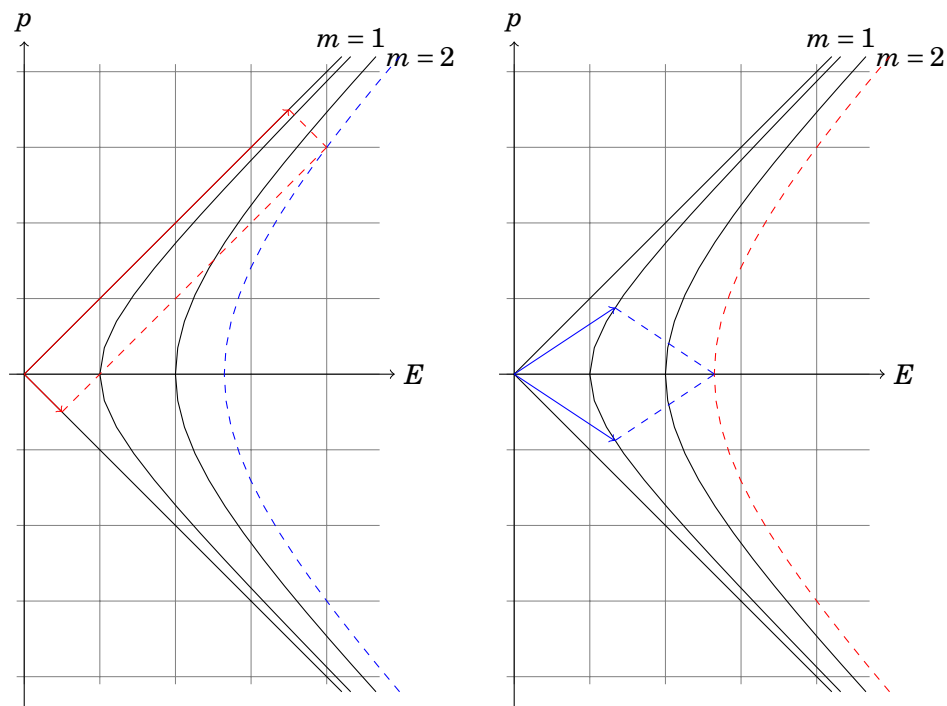 p
m = 1
m = 2
E
p
m = 1
m = 2
E